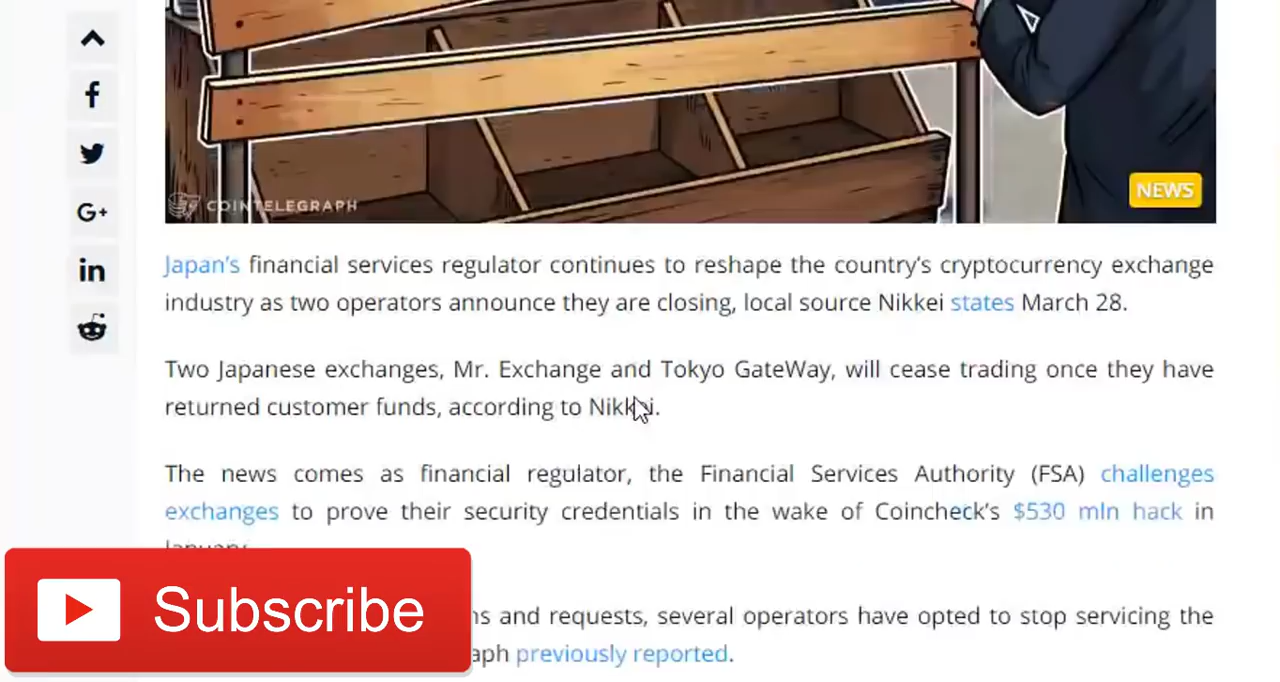 COINTELEGRAPH
NEWS
Japan's financial services regulator continues to reshape the country's cryptocurrency exchange
industry as two operators announce they are closing, local source Nikkei states March 28.
Two Japanese exchanges, Mr. Exchange and Tokyo GateWay, will cease trading once they have
returned customer funds, according to Nikkei.
The news comes as financial regulator, the Financial Services Authority (FSA) challenges
exchanges to prove their security credentials in the wake of Coincheck's $530 mln hack in
January.
and requests, several operators have opted to stop servicing the
previously reported.
Subscribe